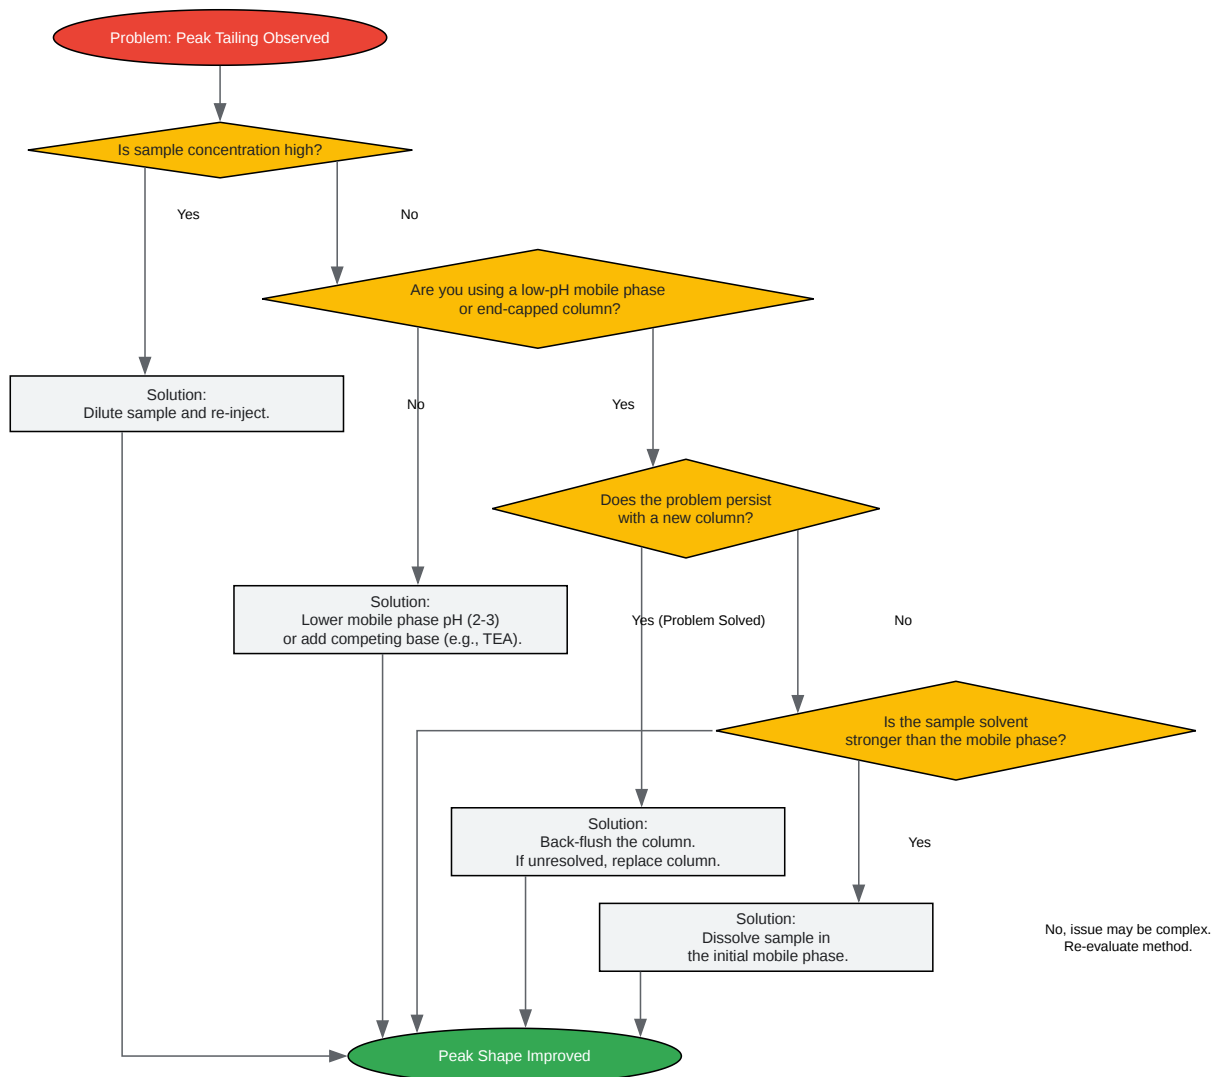 Problem: Peak Tailing Observed
Is sample concentration high?
Yes
No
Are you using a low-pH mobile phase
or end-capped column?
Solution:
Dilute sample and re-inject.
No
Yes
Does the problem persist
with a new column?
Solution:
Lower mobile phase pH (2-3)
or add competing base (e.g., TEA).
Yes (Problem Solved)
No
Is the sample solvent
stronger than the mobile phase?
Solution:
Back-flush the column.
If unresolved, replace column.
Yes
Solution:
Dissolve sample in
the initial mobile phase.
No, issue may be complex.
Re-evaluate method.
Peak Shape Improved